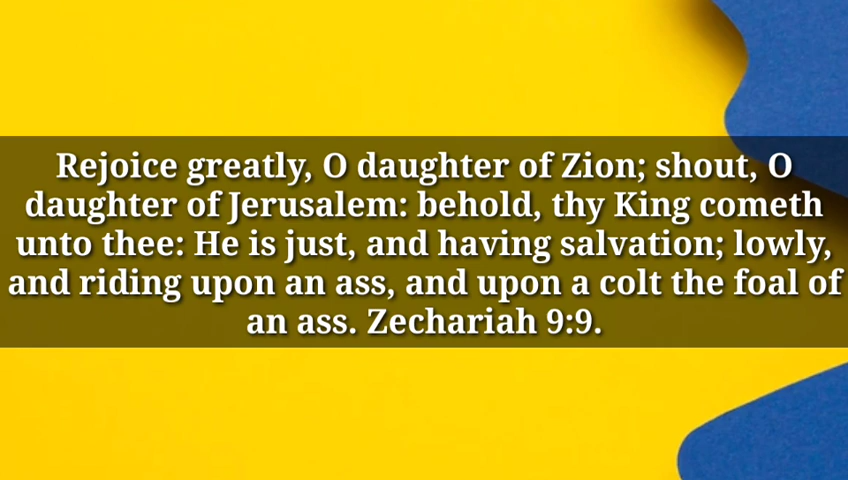 Rejoice greatly, O daughter of Zion; shout, O
daughter of Jerusalem: behold, thy King cometh
unto thee: He is just, and having salvation; lowly,
and riding upon an ass, and upon a colt the foal of
an ass. Zechariah 9:9.